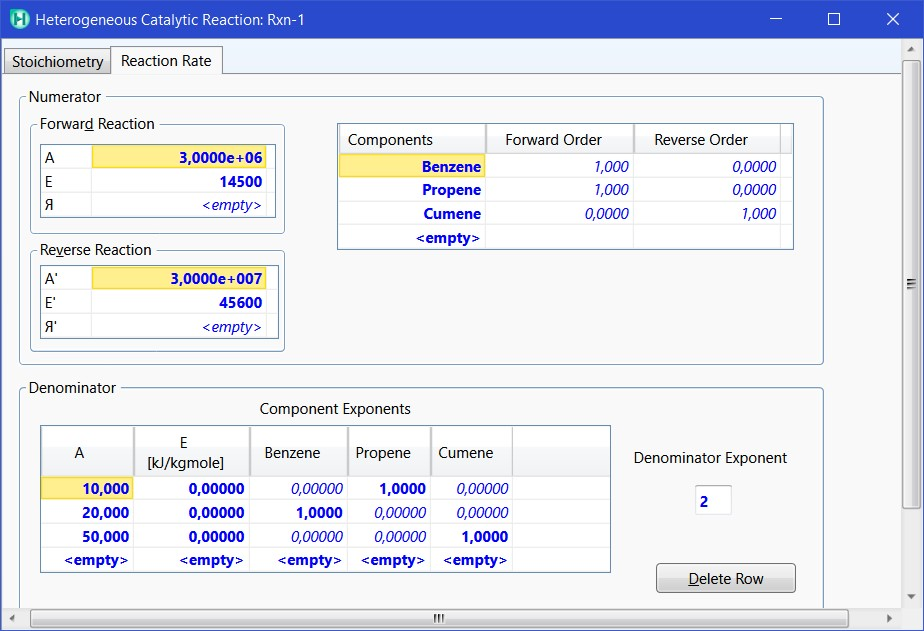 Heterogeneous Catalytic Reaction: Rxn-1
Stoichiometry Reaction Rate
Numerator
Forward Reaction
A 3,0000e+06
E 14500
Я <empty>
Reverse Reaction
A' 3,0000e+007
E' 45600
Я' <empty>
Components Forward Order Reverse Order
Benzene 1,000 0,0000
Propene 1,000 0,0000
Cumene 0,0000 1,000
<empty>
Denominator
Component Exponents
A E [kJ/kgmole] Benzene Propene Cumene
10,000 0,00000 0,00000 1,0000 0,00000
20,000 0,00000 1,0000 0,00000 0,00000
50,000 0,00000 0,00000 0,00000 1,0000
<empty> <empty> <empty> <empty> <empty>
Denominator Exponent
2
Delete Row